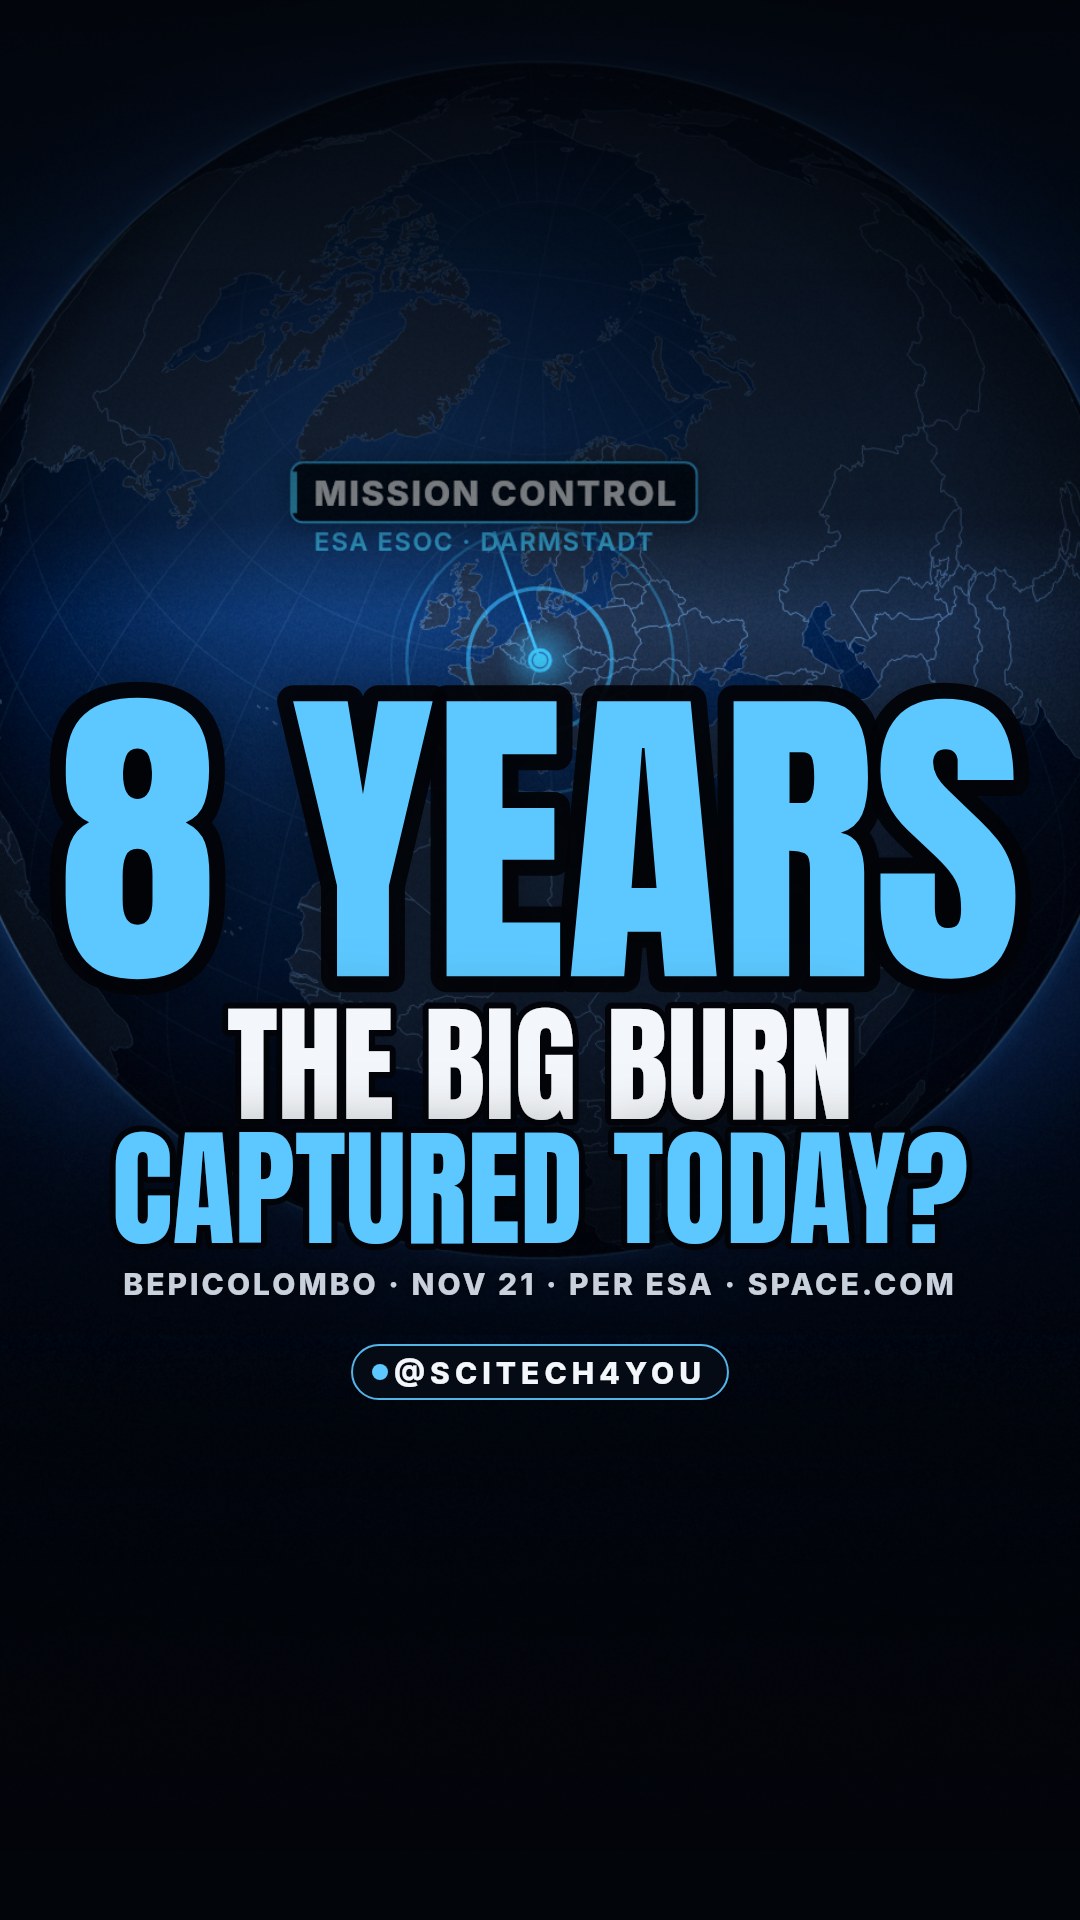 MISSION CONTROL
ESA ESOC · DARMSTADT
8 YEARS
THE BIG BURN
CAPTURED TODAY?
BEPICOLOMBO · NOV 21 · PER ESA · SPACE.COM
@SCITECH4YOU